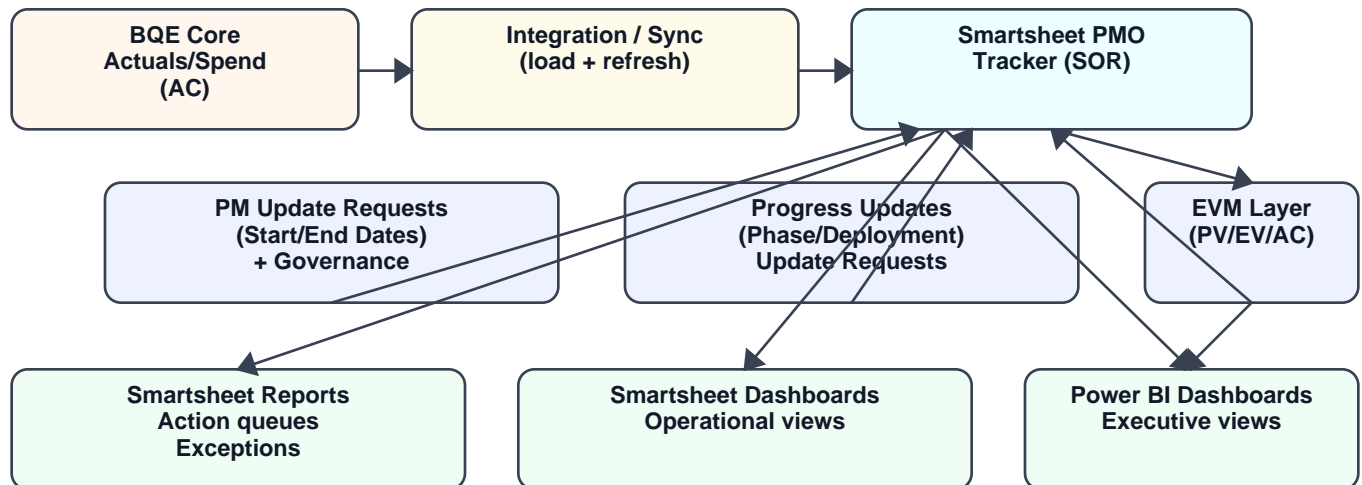 BQE Core
Actuals/Spend
(AC)
Integration / Sync
(load + refresh)
Smartsheet PMO
Tracker (SOR)
PM Update Requests
(Start/End Dates)
+ Governance
Progress Updates
(Phase/Deployment)
Update Requests
EVM Layer
(PV/EV/AC)
Smartsheet Reports
Action queues
Exceptions
Smartsheet Dashboards
Operational views
Power BI Dashboards
Executive views